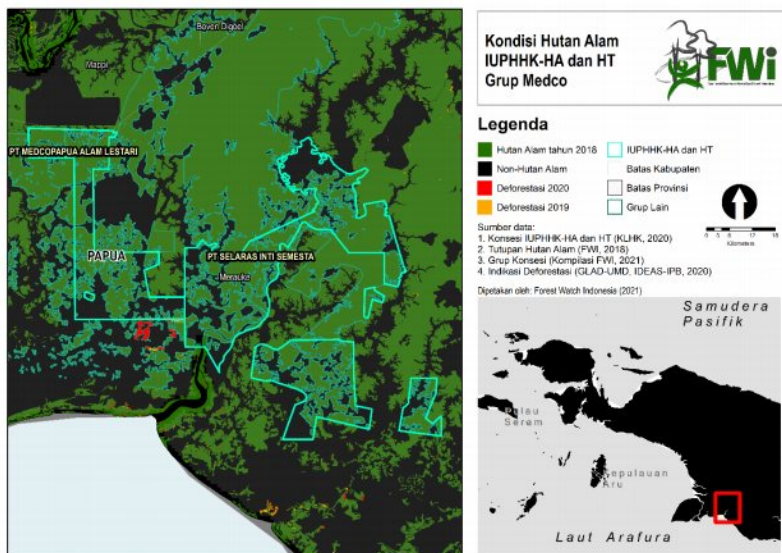 Boven Digoel
Mappi
PT MEDCOPAPUA ALAM LESTARI
PAPUA
PT SELARAS INTI SEMESTA
Merauke
Kondisi Hutan Alam
IUPHHK-HA dan HT
Grup Medco
FWi
Legenda
Hutan Alam tahun 2018
Non-Hutan Alam
Deforestasi 2020
Deforestasi 2019
IUPHHK-HA dan HT
Batas Kabupaten
Batas Provinsi
Grup Lain
Kilometers
Sumber data:
1. Konsesi IUPHHK-HA dan HT (KLHK, 2020)
2. Tutupan Hutan Alam (FWI, 2018)
3. Grup Konsesi (Kompilasi FWI, 2021)
4. Indikasi Deforestasi (GLAD-UMD, IDEAS-IPB, 2020)
Dipetakan oleh: Forest Watch Indonesia (2021)
Samudera
Pasifik
Pulau
Seram
Kepulauan
Aru
Laut Arafura